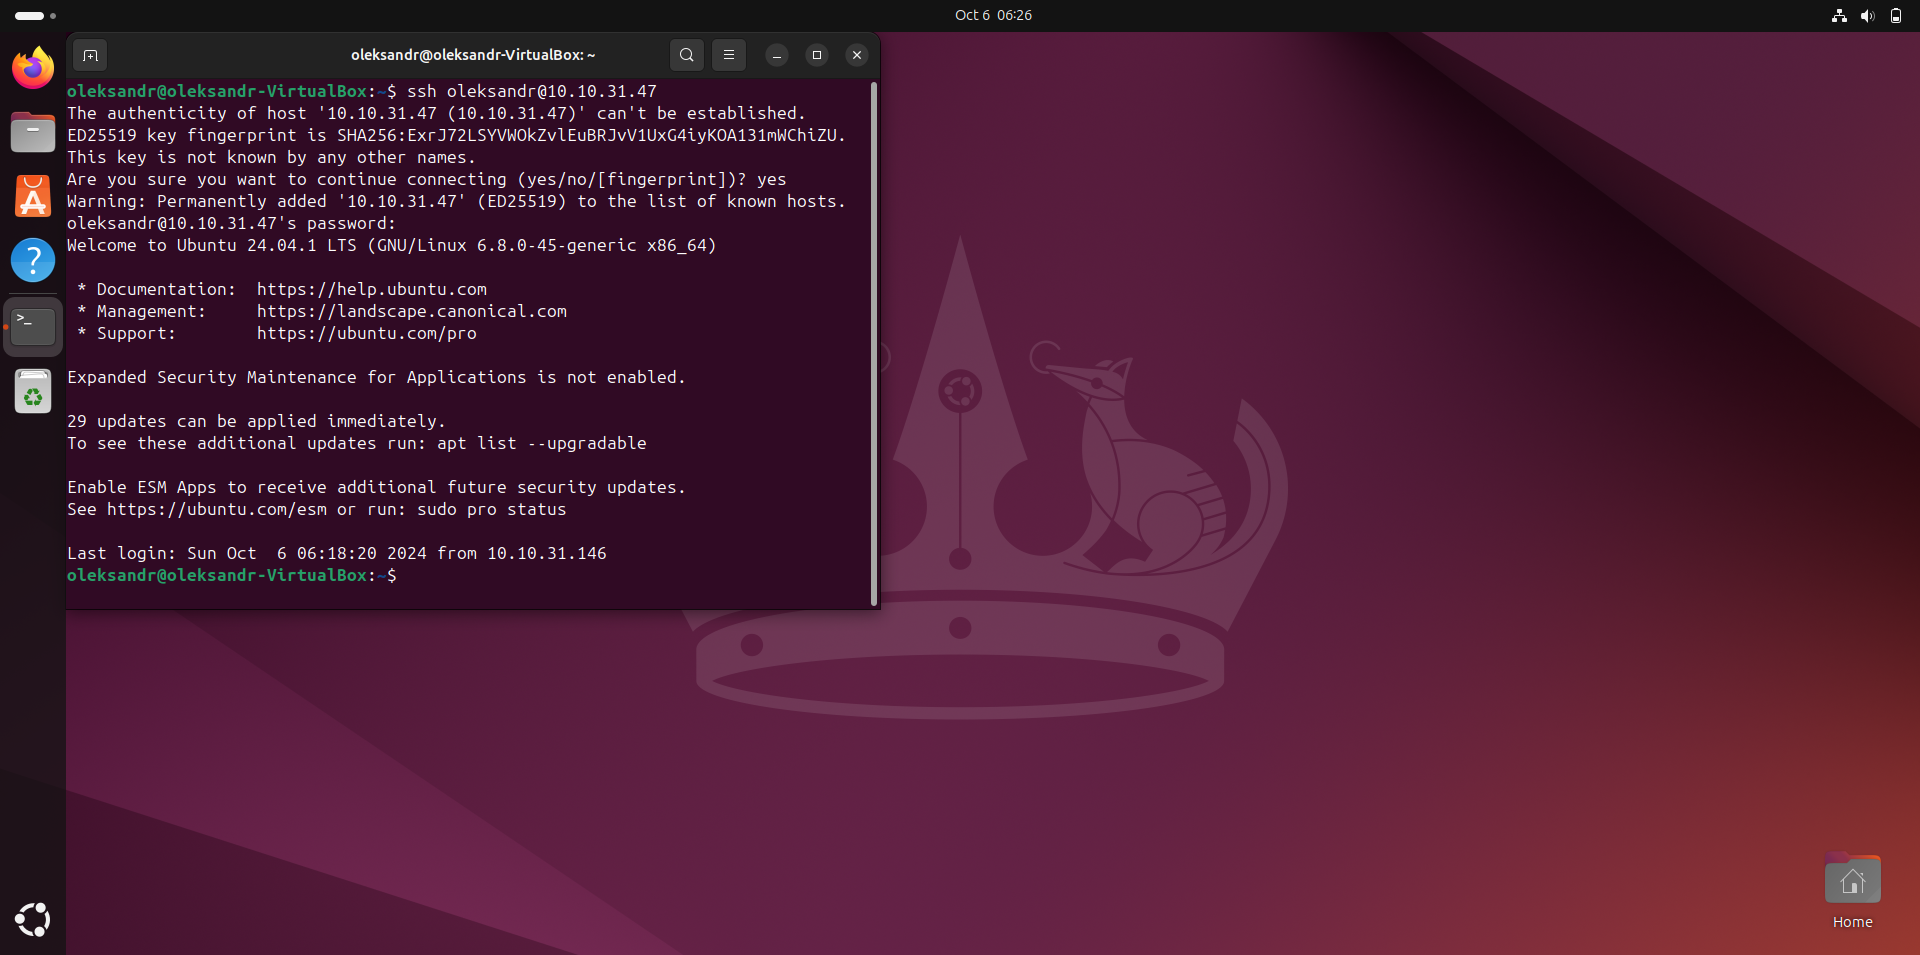 Oct 6 06:26
oleksandr@oleksandr-VirtualBox: ~
oleksandr@oleksandr-VirtualBox:~$ ssh oleksandr@10.10.31.47
The authenticity of host '10.10.31.47 (10.10.31.47)' can't be established.
ED25519 key fingerprint is SHA256:ExrJ72LSYVWOkZvlEuBRJvV1UxG4iyKOA131mWChiZU.
This key is not known by any other names.
Are you sure you want to continue connecting (yes/no/[fingerprint])? yes
Warning: Permanently added '10.10.31.47' (ED25519) to the list of known hosts.
oleksandr@10.10.31.47's password:
Welcome to Ubuntu 24.04.1 LTS (GNU/Linux 6.8.0-45-generic x86_64)
* Documentation:  https://help.ubuntu.com
* Management:     https://landscape.canonical.com
* Support:        https://ubuntu.com/pro
Expanded Security Maintenance for Applications is not enabled.
29 updates can be applied immediately.
To see these additional updates run: apt list --upgradable
Enable ESM Apps to receive additional future security updates.
See https://ubuntu.com/esm or run: sudo pro status
Last login: Sun Oct  6 06:18:20 2024 from 10.10.31.146
oleksandr@oleksandr-VirtualBox:~$
Home